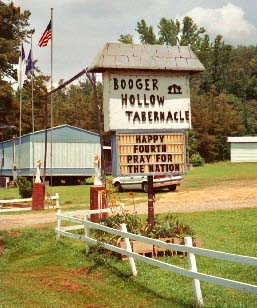 BOOGER
HOLLOW
TABERNACLE
HAPPY
FOURTH
PRAY FOR
THE NATION